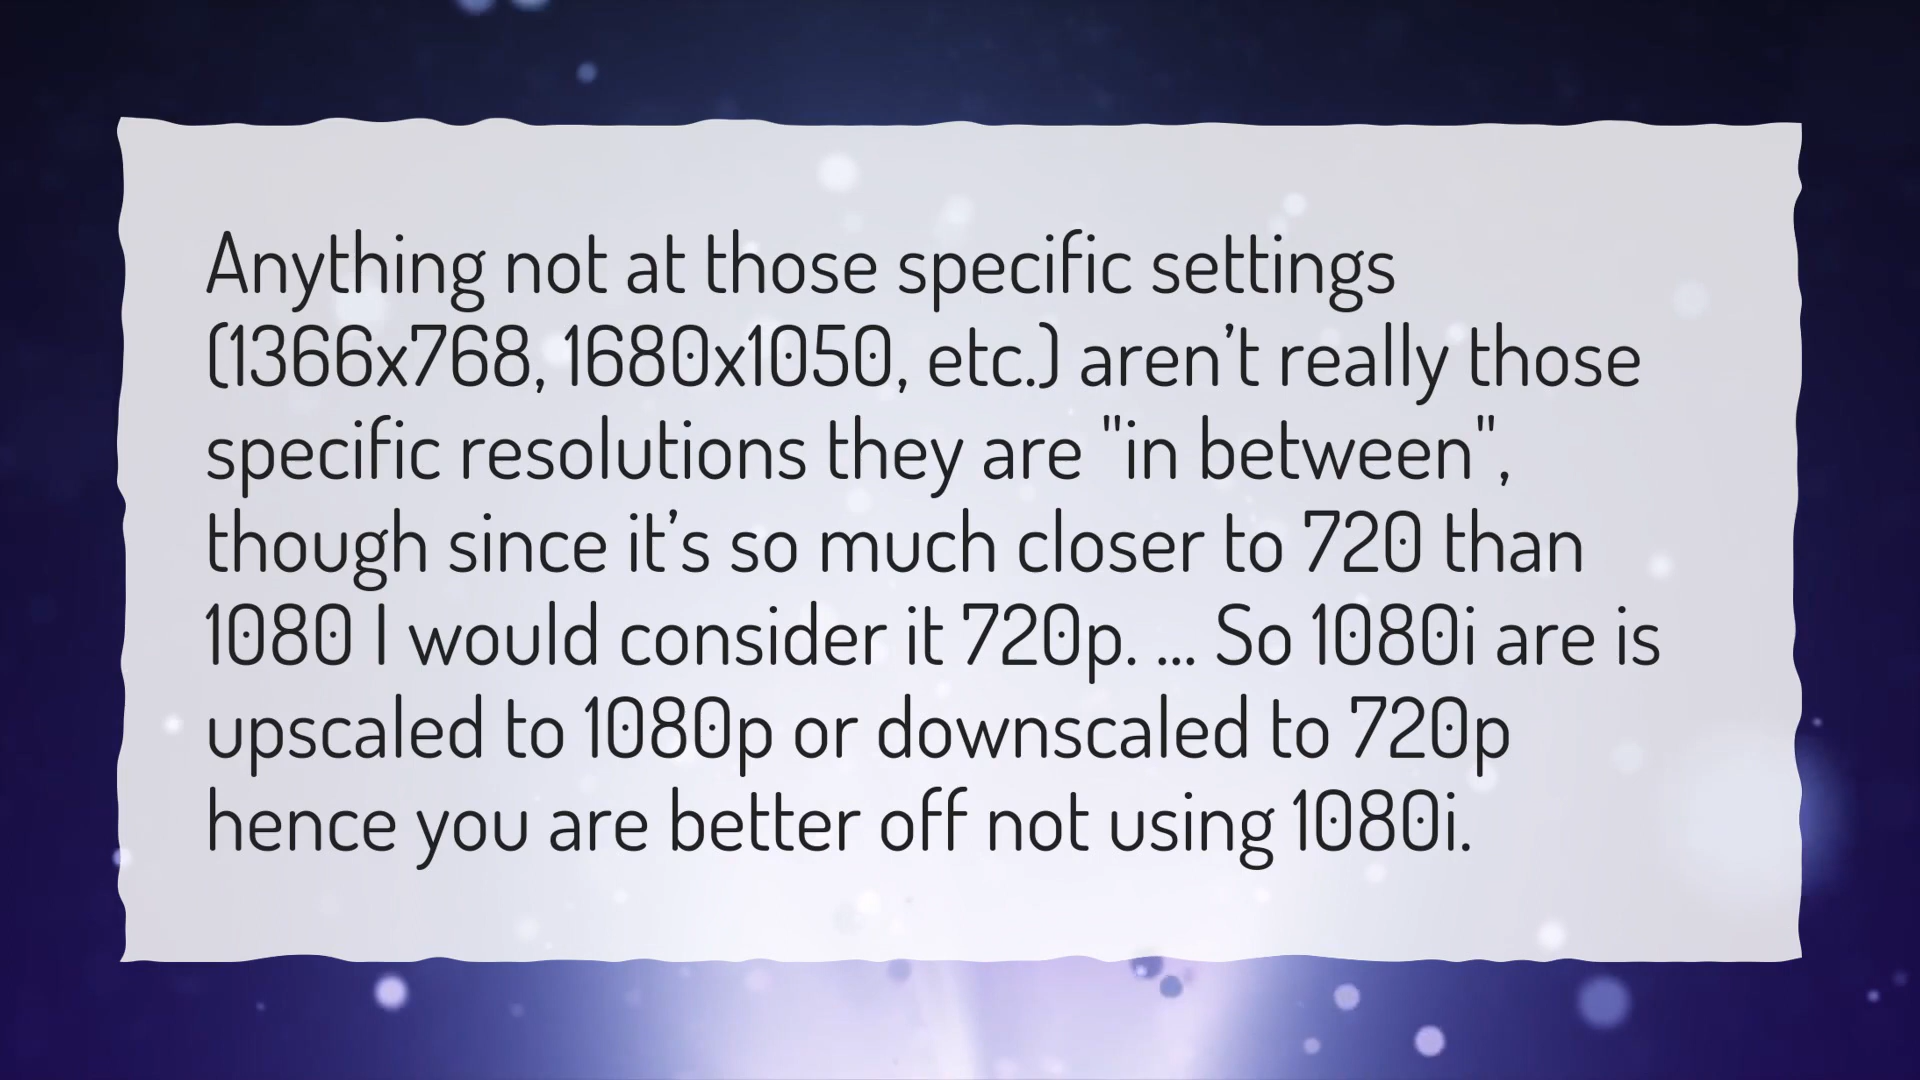 Anything not at those specific settings
(1366x768, 1680x1050, etc.) aren’t really those
specific resolutions they are "in between",
though since it’s so much closer to 720 than
1080 I would consider it 720p. ... So 1080i are is
upscaled to 1080p or downscaled to 720p
hence you are better off not using 1080i.